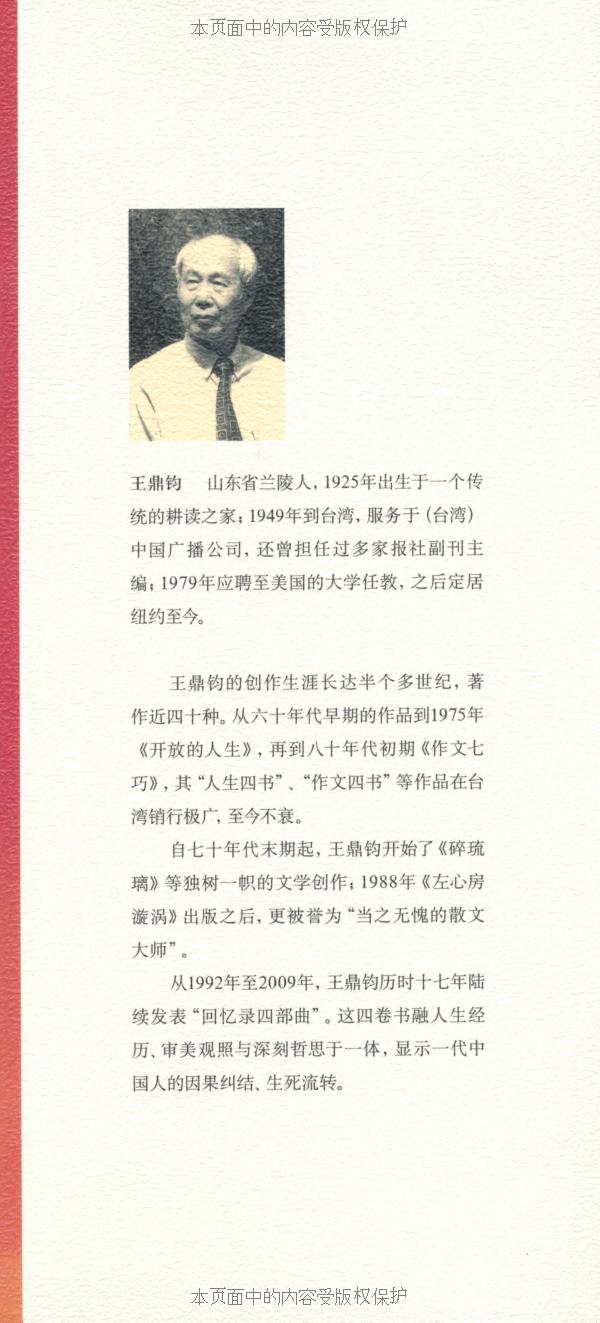 本页面中的内容受版权保护
王鼎钧 山东省兰陵人，1925年出生于一个传
统的耕读之家；1949年到台湾，服务于（台湾）
中国广播公司，还曾担任过多家报社副刊主
编；1979年应聘至美国的大学任教，之后定居
纽约至今。
王鼎钧的创作生涯长达半个多世纪，著
作近四十种。从六十年代早期的作品到1975年
《开放的人生》，再到八十年代初期《作文七
巧》，其“人生四书”、“作文四书”等作品在台
湾销行极广，至今不衰。
自七十年代末期起，王鼎钧开始了《碎琉
璃》等独树一帜的文学创作；1988年《左心房
漩涡》出版之后，更被誉为“当之无愧的散文
大师”。
从1992年至2009年，王鼎钧历时十七年陆
续发表“回忆录四部曲”。这四卷书融人生经
历、审美观照与深刻哲思于一体，显示一代中
国人的因果纠结、生死流转。
本页面中的内容受版权保护